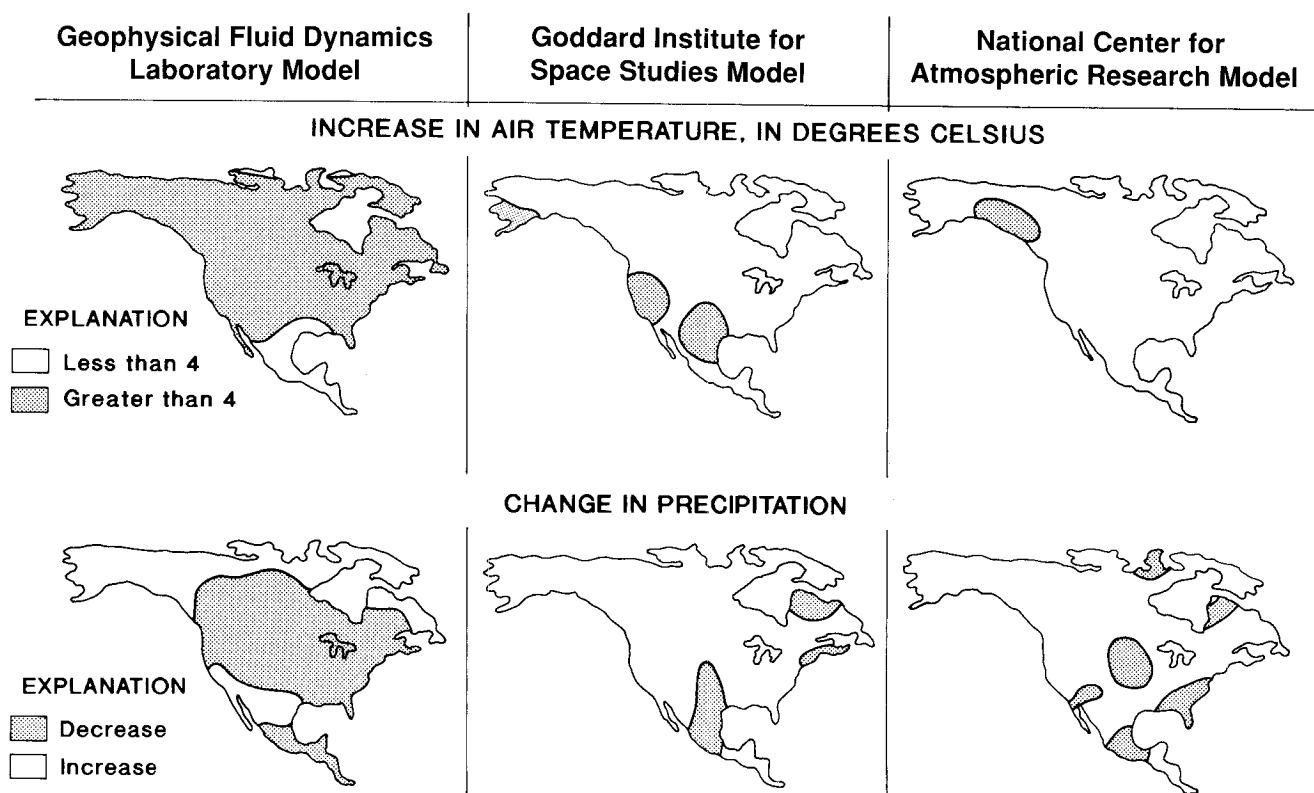 Geophysical Fluid Dynamics
Laboratory Model
Goddard Institute for
Space Studies Model
National Center for
Atmospheric Research Model
INCREASE IN AIR TEMPERATURE, IN DEGREES CELSIUS
EXPLANATION
Less than 4
Greater than 4
CHANGE IN PRECIPITATION
EXPLANATION
Decrease
Increase